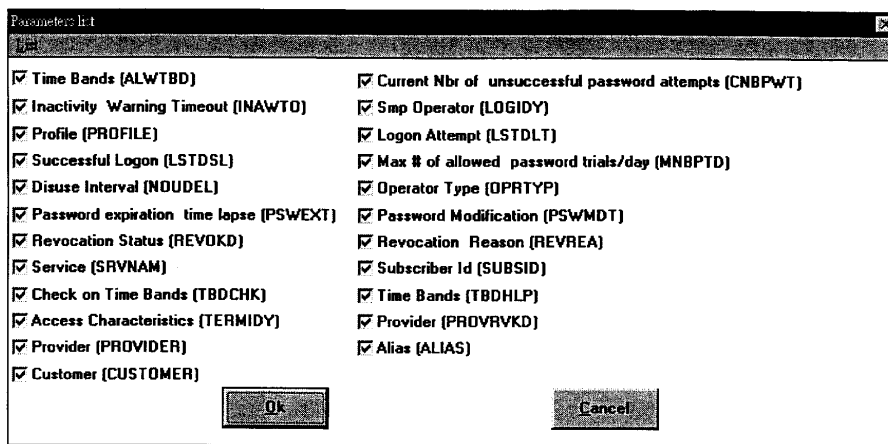 Parameters list
Time Bands (ALWTBD)
Inactivity Warning Timeout (INAWTO)
Profile (PROFILE)
Successful Logon (LSTDSL)
Disuse Interval (NOUDEL)
Password expiration time lapse (PSWEXT)
Revocation Status (REVOKD)
Service (SRVNAM)
Check on Time Bands (TBDCHK)
Access Characteristics (TERMIDY)
Provider (PROVIDER)
Customer (CUSTOMER)
Current Nbr of unsuccessful password attempts (CNBPWT)
Smp Operator (LOGIDY)
Logon Attempt (LSTDLT)
Max # of allowed password trials/day (MNBPTD)
Operator Type (OPRTYP)
Password Modification (PSWMDT)
Revocation Reason (REVREA)
Subscriber Id (SUBSID)
Time Bands (TBDHLP)
Provider (PROVRVKD)
Alias (ALIAS)
Ok
Cancel